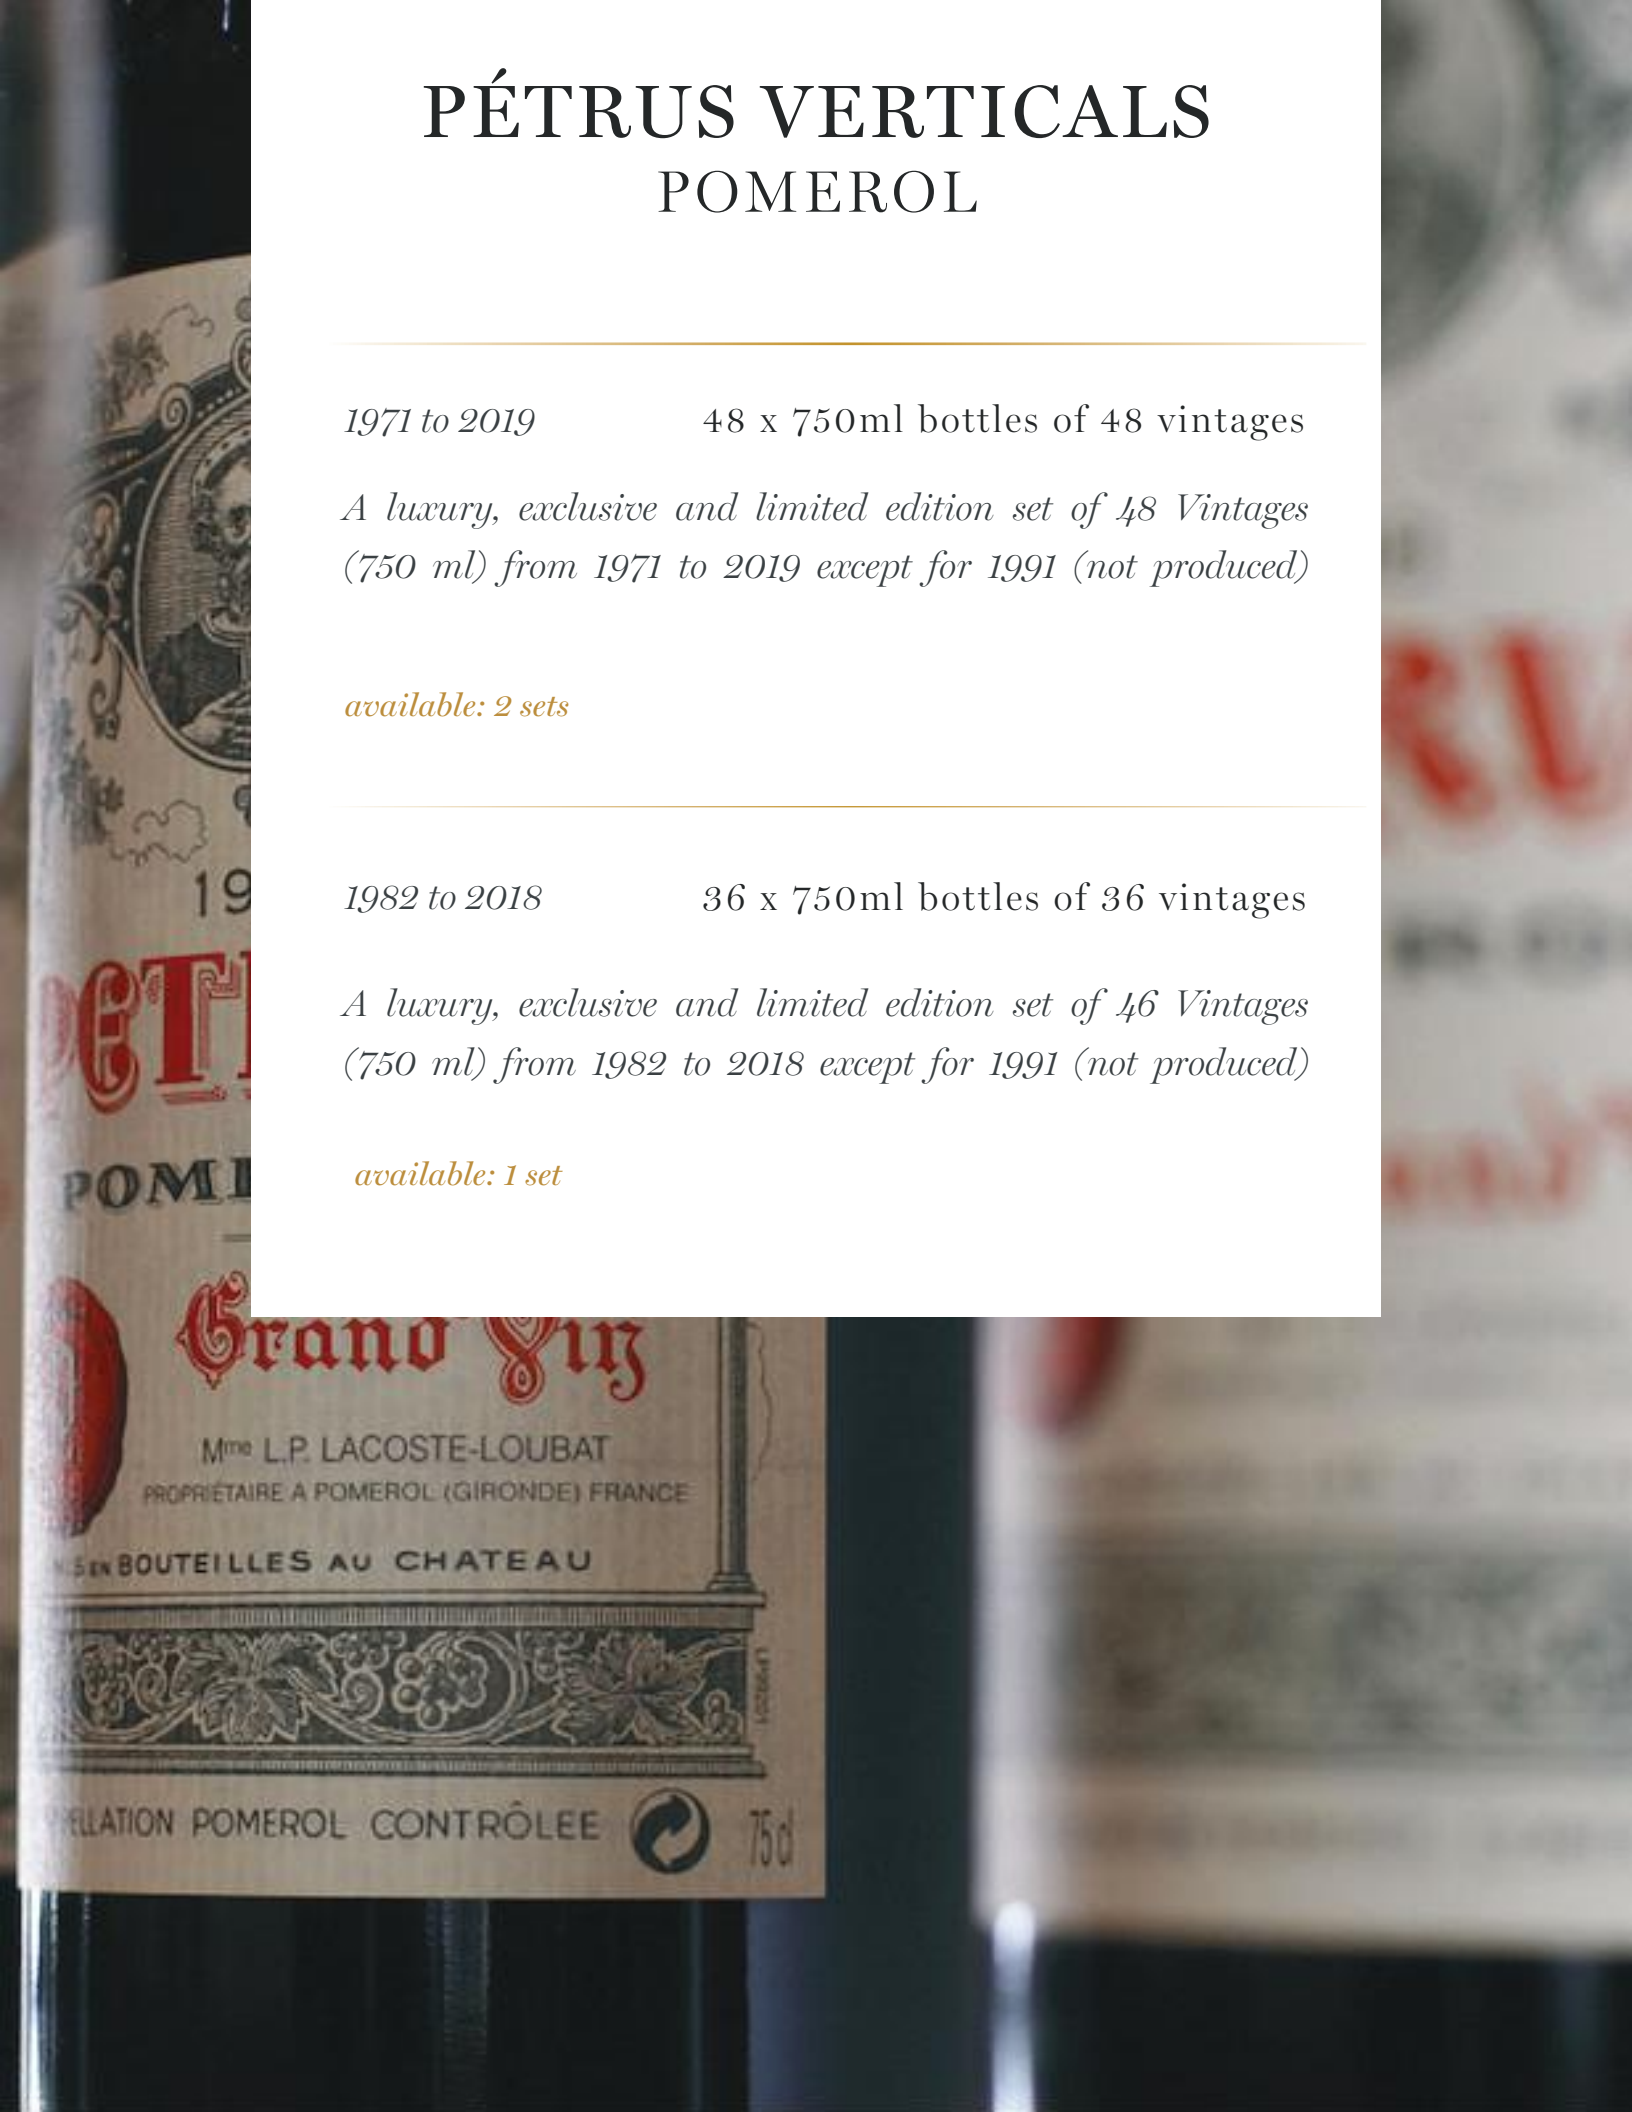 PÉTRUS VERTICALS
POMEROL
1971 to 2019 48 x 750ml bottles of 48 vintages
A luxury, exclusive and limited edition set of 48 Vintages
(750 ml) from 1971 to 2019 except for 1991 (not produced)
available: 2 sets
1982 to 2018 36 x 750ml bottles of 36 vintages
A luxury, exclusive and limited edition set of 46 Vintages
(750 ml) from 1982 to 2018 except for 1991 (not produced)
available: 1 set
19
Grand Vin
Mme L.P. LACOSTE-LOUBAT
PROPRIÉTAIRE A POMEROL (GIRONDE) FRANCE
EN BOUTEILLES AU CHATEAU
POMEROL CONTRÔLÉE 75 cl